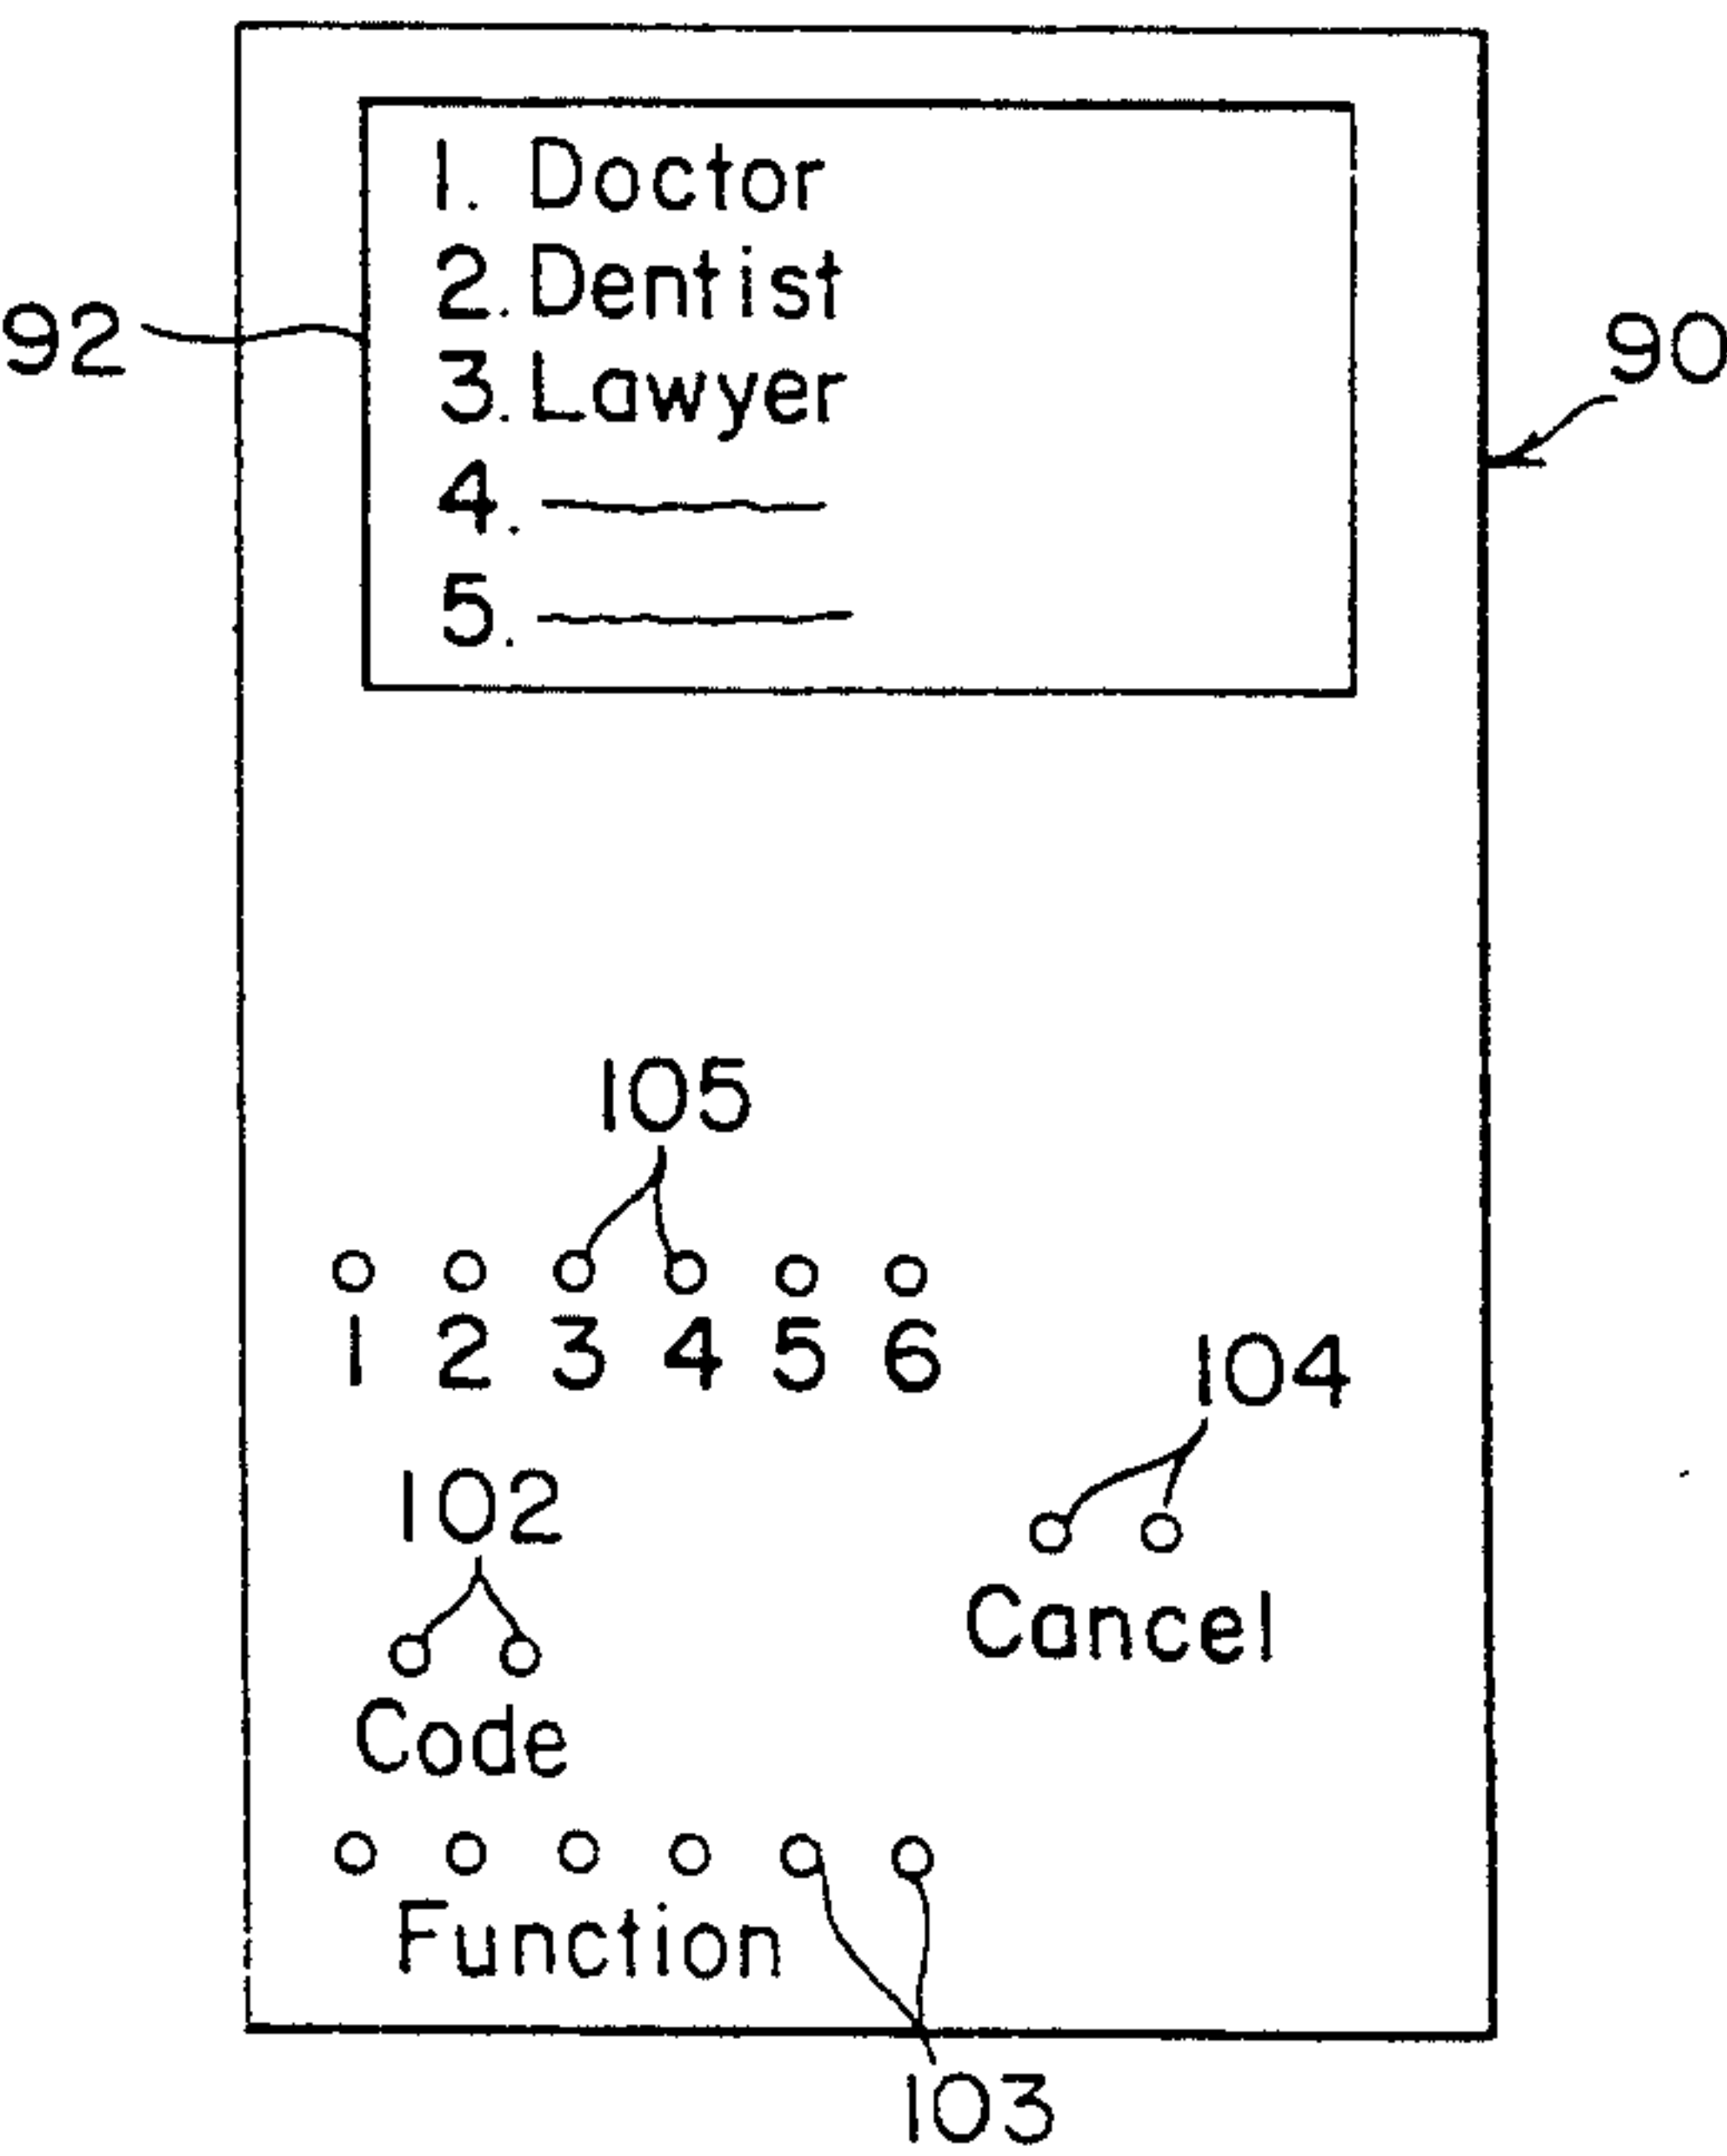 1. Doctor
2. Dentist
3. Lawyer
4.
5.
92
90
105
1 2 3 4 5 6
104
102
Cancel
Code
Function
103